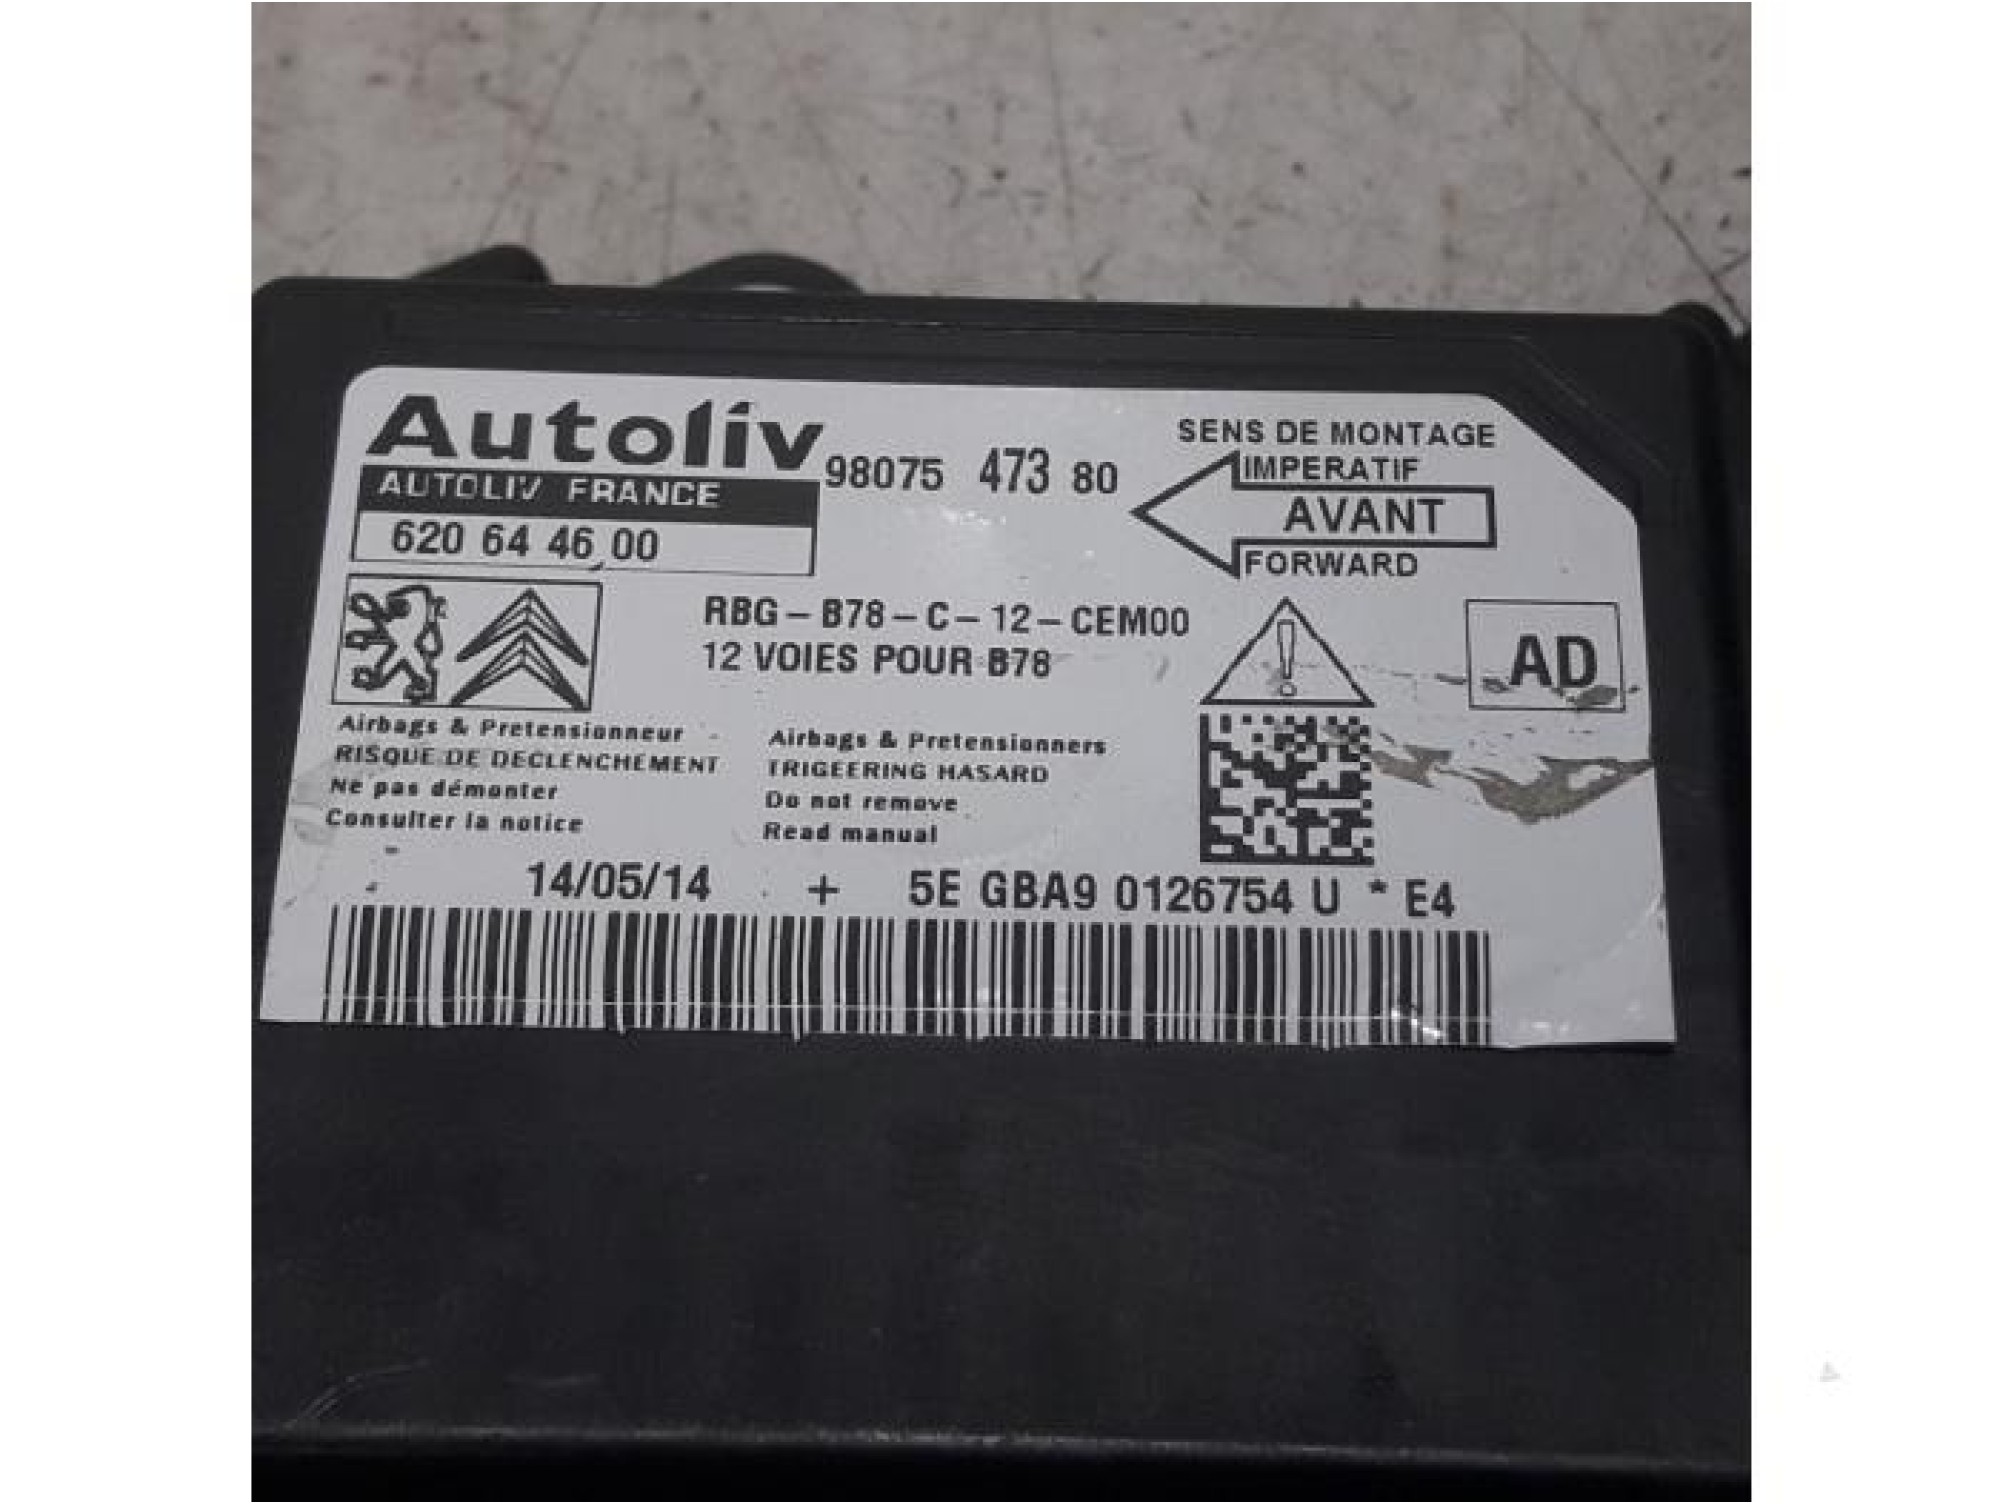 Autoliv
AUTOLIV FRANCE
620 64 46 00
98075 473 80
SENS DE MONTAGE
IMPERATIF
AVANT
FORWARD
RBG-B78-C-12-CEM00
12 VOIES POUR B78
AD
Airbags & Pretensionneur
RISQUE DE DECLENCHEMENT
Ne pas démonter
Consulter la notice
Airbags & Pretensionners
TRIGEERING HASARD
Do not remove
Read manual
14/05/14 + 5E GBA9 0126754 U * E4